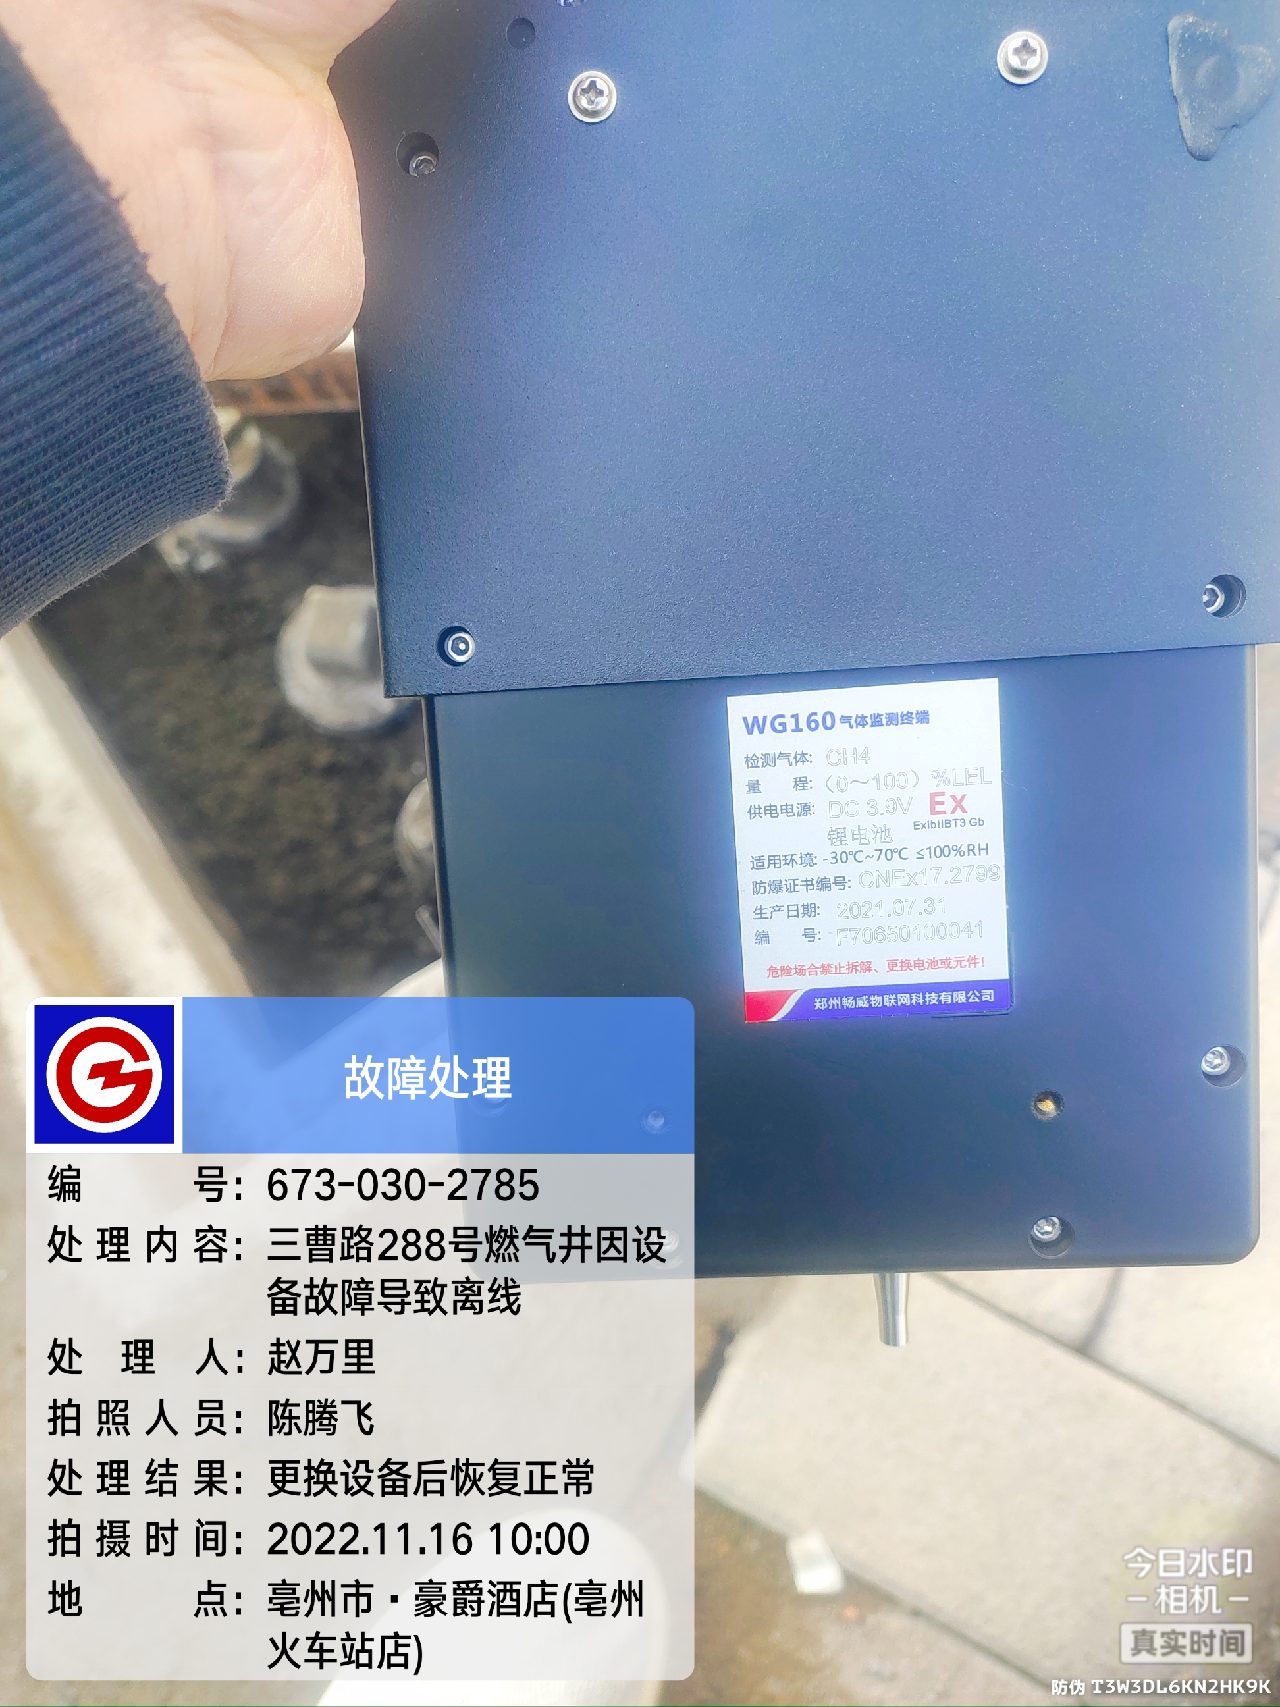 WG160气体监测终端
检测气体: CH4
量 程: (0～100) %LEL
供电电源: DC 3.9V Ex
锂电池 ExibIIBT3 Gb
适用环境: -30℃~70℃ ≤100%RH
防爆证书编号: CNEx17.2799
生产日期: 2021.07.31
编 号: F70650100041
危险场合禁止拆解、更换电池或元件!
郑州畅威物联网科技有限公司
故障处理
编 号: 673-030-2785
处理内容: 三曹路288号燃气井因设
备故障导致离线
处 理 人: 赵万里
拍照人员: 陈腾飞
处理结果: 更换设备后恢复正常
拍摄时间: 2022.11.16 10:00
地 点: 亳州市·豪爵酒店(亳州
火车站店)
今日水印
-相机-
真实时间
防伪 T3W3DL6KN2HK9K